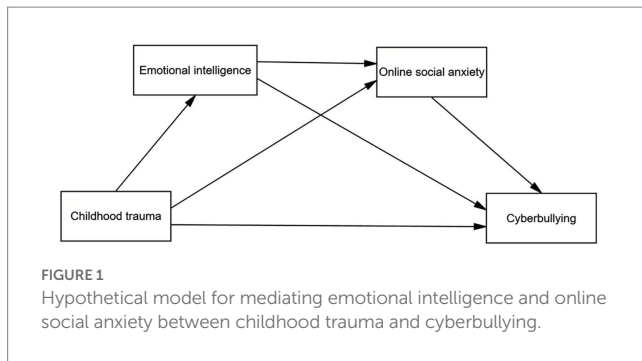 Emotional intelligence
Online social anxiety
Childhood trauma
Cyberbullying
FIGURE 1
Hypothetical model for mediating emotional intelligence and online
social anxiety between childhood trauma and cyberbullying.